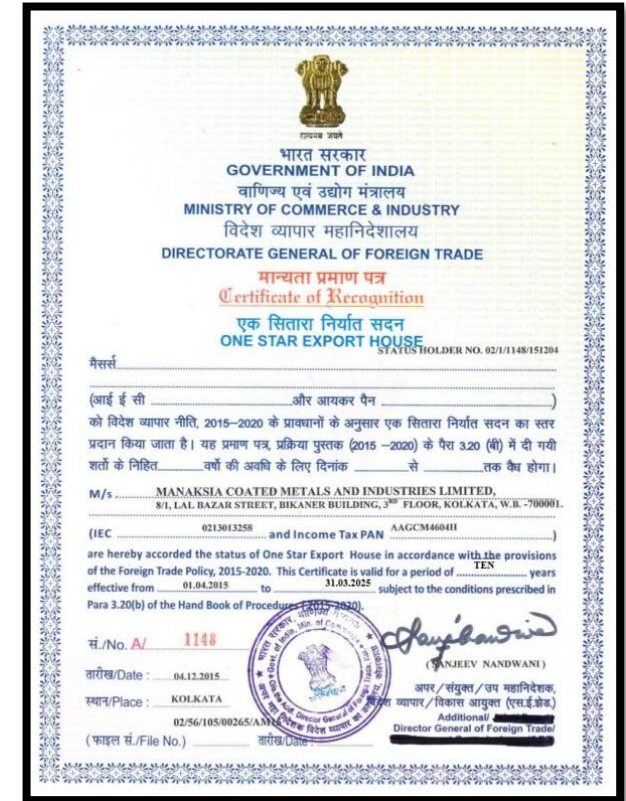 सत्यमेव जयते
भारत सरकार
GOVERNMENT OF INDIA
वाणिज्य एवं उद्योग मंत्रालय
MINISTRY OF COMMERCE & INDUSTRY
विदेश व्यापार महानिदेशालय
DIRECTORATE GENERAL OF FOREIGN TRADE
मान्यता प्रमाण पत्र
Certificate of Recognition
एक सितारा निर्यात सदन
ONE STAR EXPORT HOUSE
STATUS HOLDER NO. 02/1/1148/151204
मैसर्स
(आई ई सी ............और आयकर पैन ............)
को विदेश व्यापार नीति, 2015–2020 के प्रावधानों के अनुसार एक सितारा निर्यात सदन का स्तर
प्रदान किया जाता है। यह प्रमाण पत्र, प्रक्रिया पुस्तक (2015 –2020) के पैरा 3.20 (बी) में दी गयी
शर्तो के निहित............वर्षो की अवधि के लिए दिनांक ............से ............तक वैध होगा।
M/s ...... MANAKSIA COATED METALS AND INDUSTRIES LIMITED,
8/1, LAL BAZAR STREET, BIKANER BUILDING, 3RD FLOOR, KOLKATA, W.B. -700001.
(IEC 0213013258 and Income Tax PAN AAGCM4604H )
are hereby accorded the status of One Star Export House in accordance with the provisions
of the Foreign Trade Policy, 2015-2020. This Certificate is valid for a period of TEN years
effective from 01.04.2015 to 31.03.2025 subject to the conditions prescribed in
Para 3.20(b) of the Hand Book of Procedures (2015-2020).
सं./No. A/ 1148
(SANJEEV NANDWANI)
तारीख/Date : 04.12.2015
अपर/संयुक्त/उप महानिदेशक,
स्थान/Place : KOLKATA
विदेश व्यापार/विकास आयुक्त (एस.ई.झेड.)
Additional/
02/56/105/00265/AM16
Director General of Foreign Trade/
(फाइल सं./File No.) ............ तारीख/Date